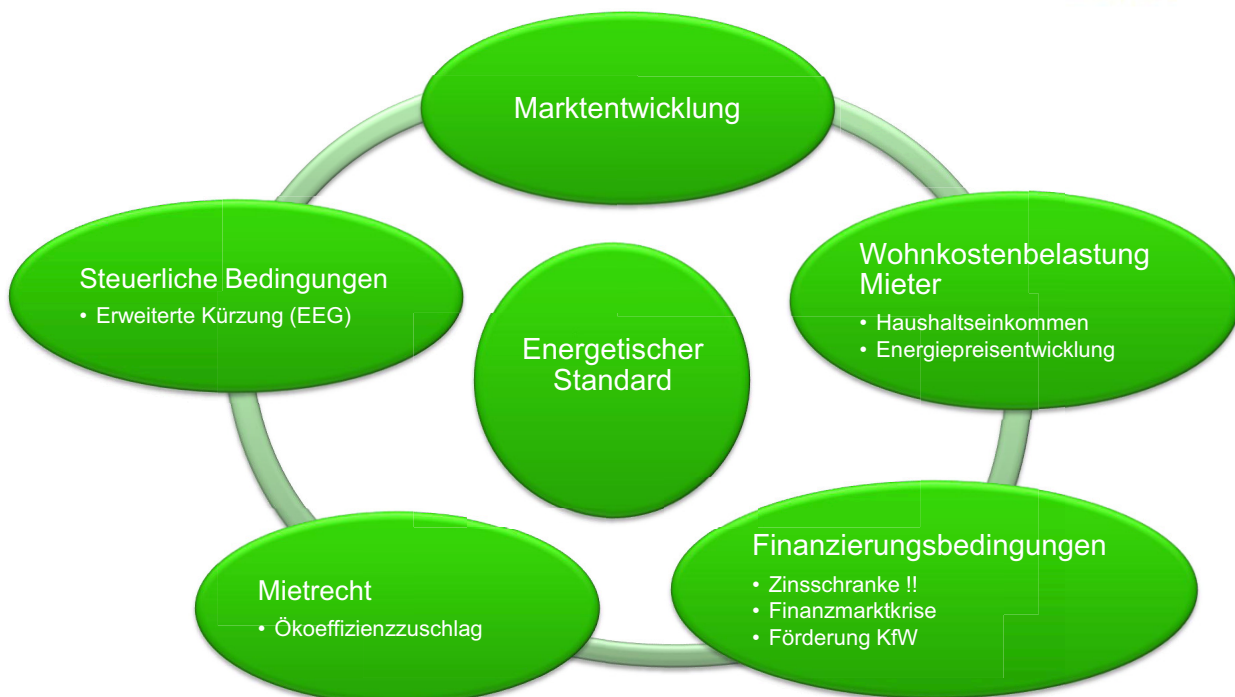 Marktentwicklung
Steuerliche Bedingungen
• Erweiterte Kürzung (EEG)
Wohnkostenbelastung
Mieter
• Haushaltseinkommen
• Energiepreisentwicklung
Energetischer
Standard
Mietrecht
• Ökoeffizienzzuschlag
Finanzierungsbedingungen
• Zinsschranke !!
• Finanzmarktkrise
• Förderung KfW